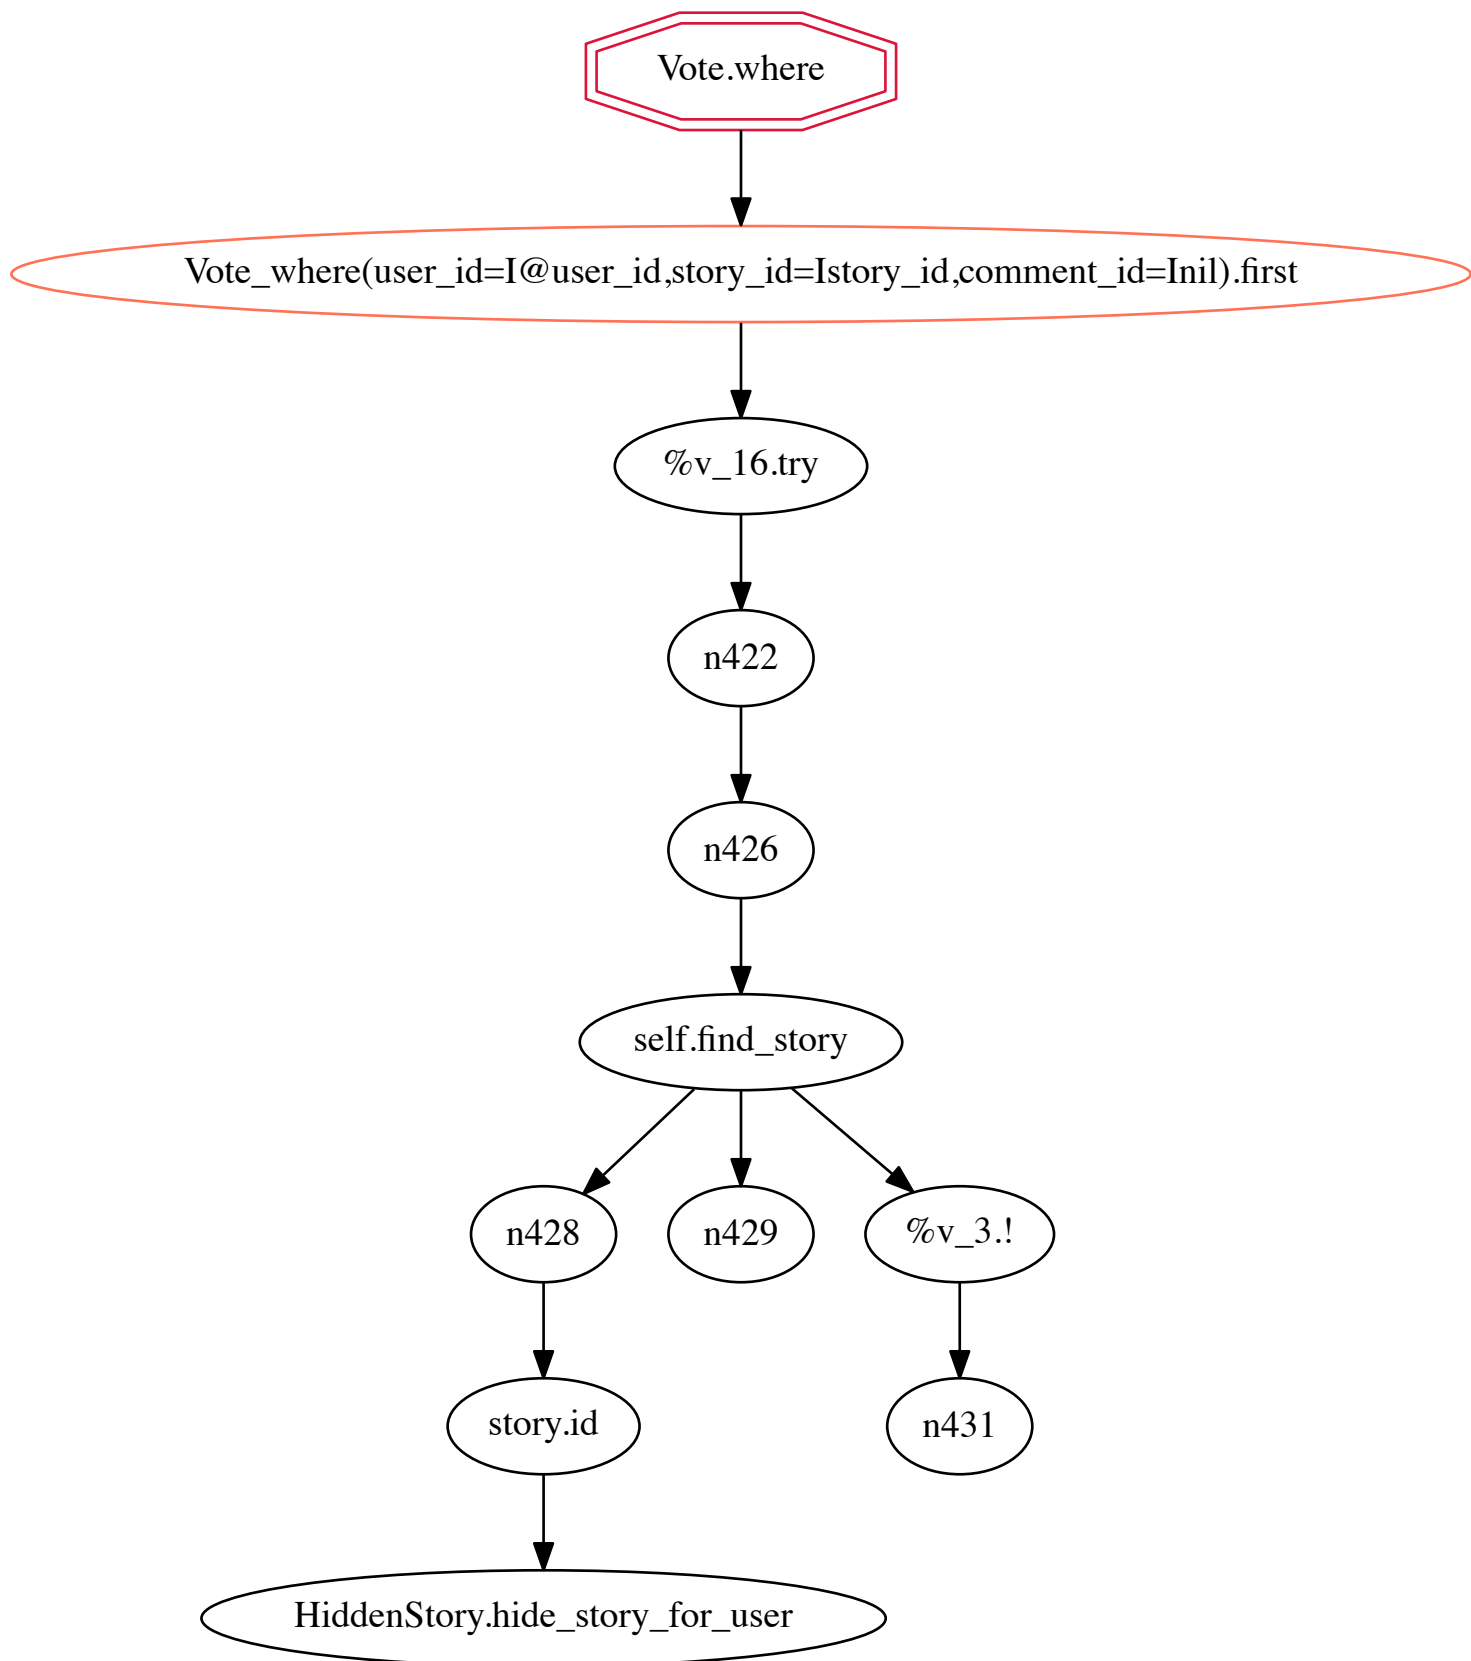 Vote.where
Vote_where(user_id=I@user_id,story_id=Istory_id,comment_id=Inil).first
%v_16.try
n422
n426
self.find_story
n428
n429
%v_3.!
story.id
n431
HiddenStory.hide_story_for_user